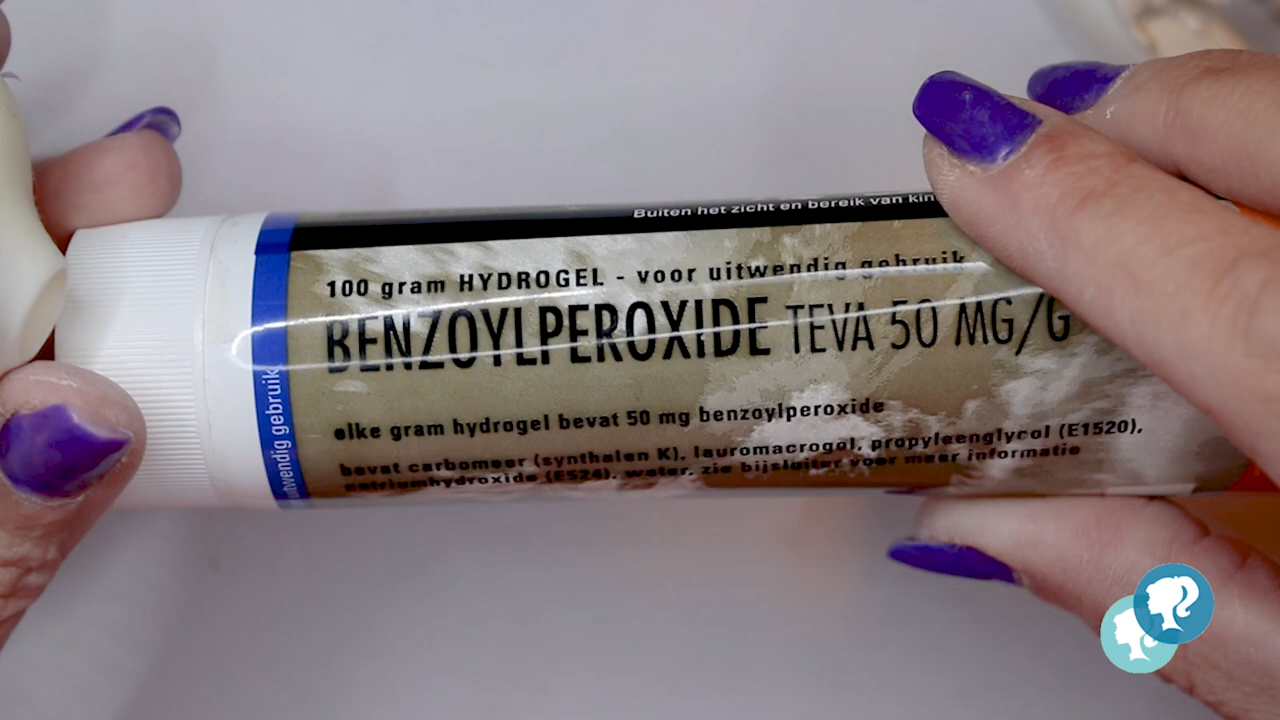 Buiten het zicht en bereik van kin
100 gram HYDROGEL - voor uitwendig gebruik
BENZOYLPEROXIDE TEVA 50 MG/G
elke gram hydrogel bevat 50 mg benzoylperoxide
bevat carbomeer (synthalen K), lauromacrogol, propyleenglycol (E1520),
natriumhydroxide (E524), water, zie bijsluiter voor meer informatie
uitwendig gebruik